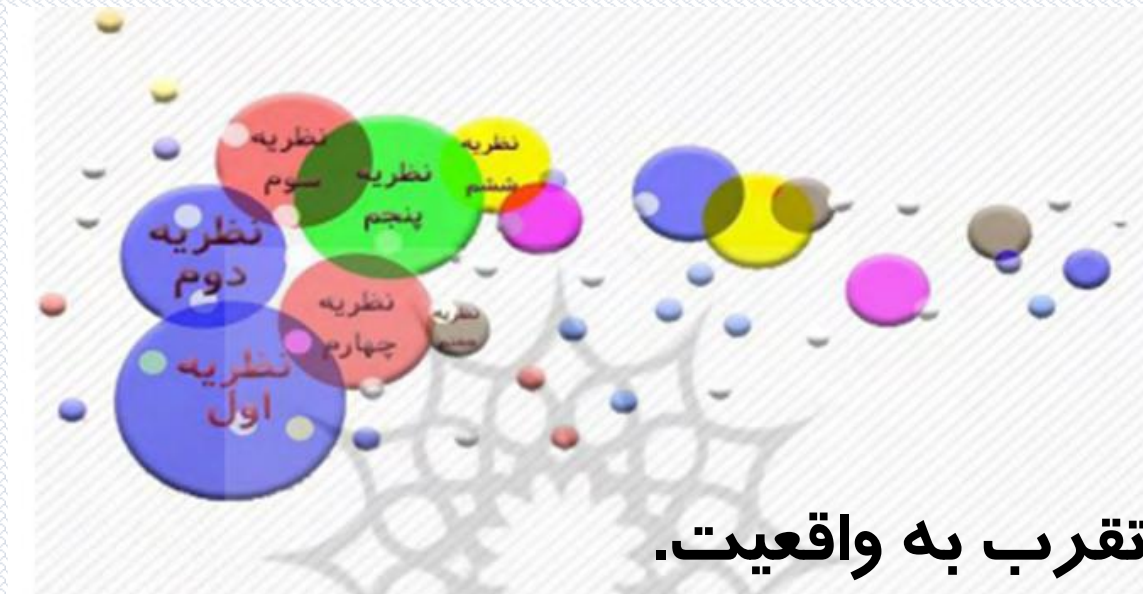 نظریه
سوم
نظریه
پنجم
نظریه
ششم
نظریه
دوم
نظریه
چهارم
نظریه
نظریه
اول
تقرب به واقعیت.